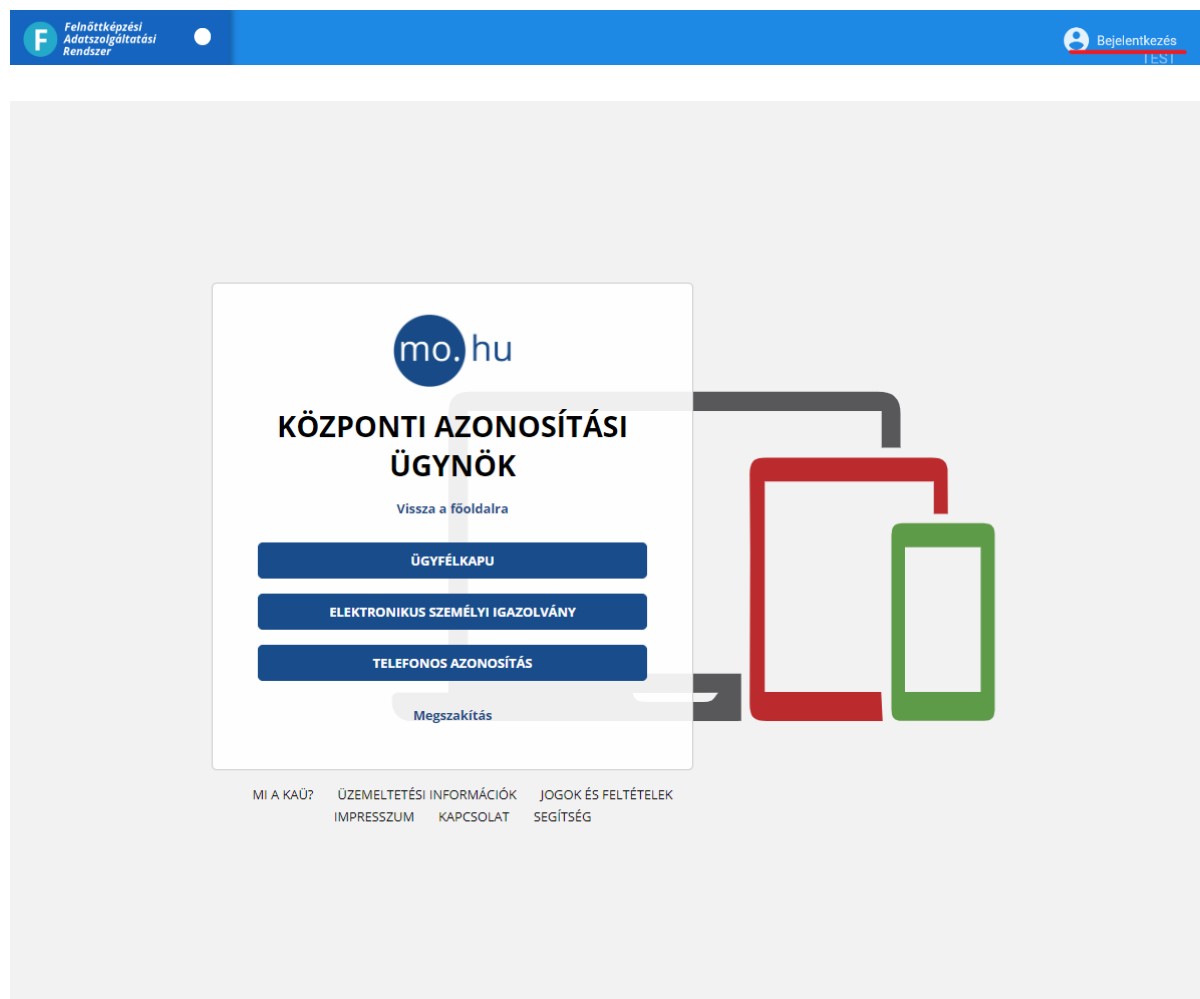 F
Felnőttképzési
Adatszolgáltatási
Rendszer
Bejelentkezés
TEST
mo.hu
KÖZPONTI AZONOSÍTÁSI
ÜGYNÖK
Vissza a főoldalra
ÜGYFÉLKAPU
ELEKTRONIKUS SZEMÉLYI IGAZOLVÁNY
TELEFONOS AZONOSÍTÁS
Megszakítás
MI A KAÜ? ÜZEMELTETÉSI INFORMÁCIÓK JOGOK ÉS FELTÉTELEK
IMPRESSZUM KAPCSOLAT SEGÍTSÉG